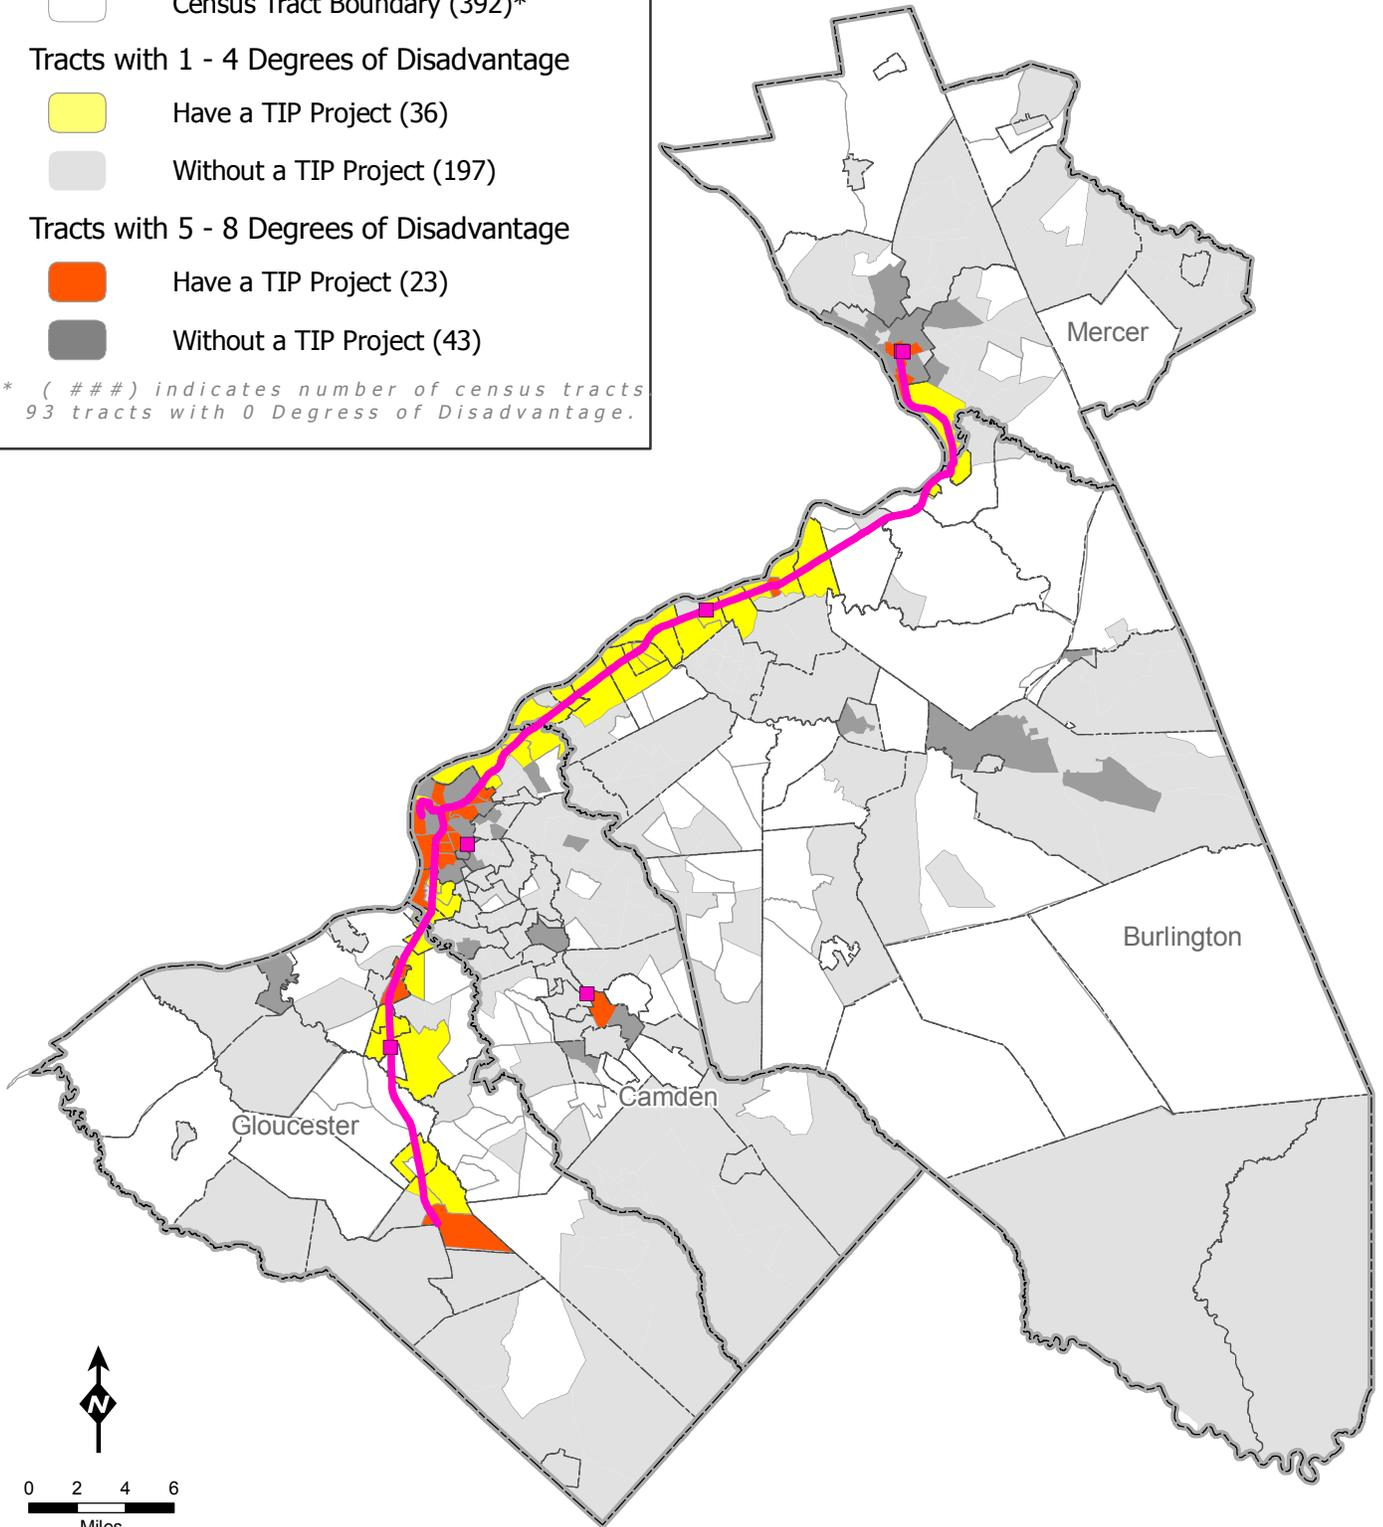 Census Tract Boundary (392)*
Tracts with 1 - 4 Degrees of Disadvantage
Have a TIP Project (36)
Without a TIP Project (197)
Tracts with 5 - 8 Degrees of Disadvantage
Have a TIP Project (23)
Without a TIP Project (43)
* ( ###) indicates number of census tracts.
93 tracts with 0 Degress of Disadvantage.
Mercer
Burlington
Camden
Gloucester
N
0 2 4 6
Miles